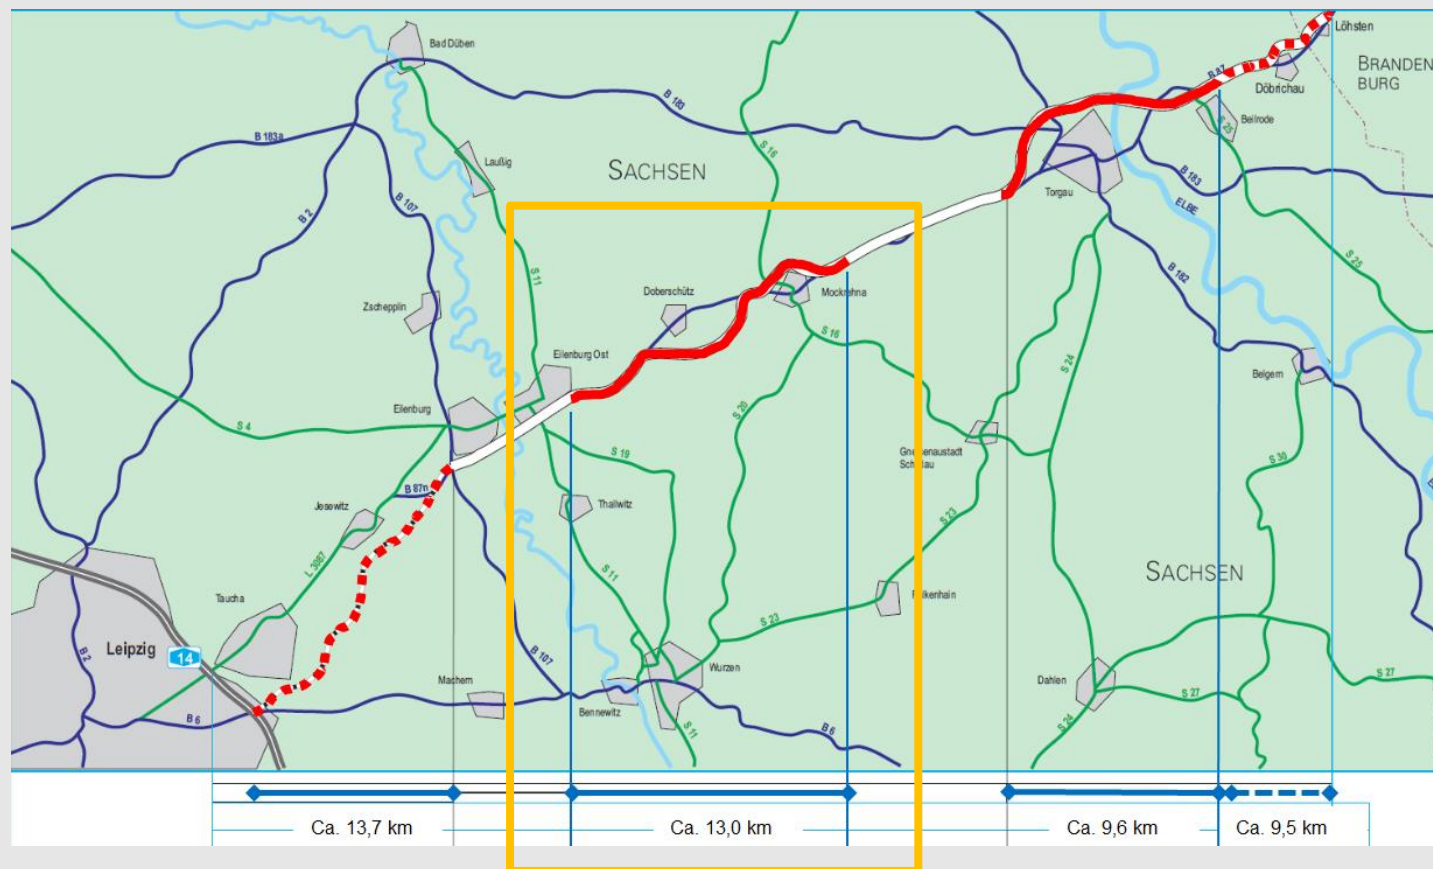 Löhsten
BRANDEN
BURG
Bad Düben
B 87
Döbrichau
B 183
S 25
Beilrode
B 183a
S 16
Laußig
SACHSEN
B 183
Torgau
B 107
B 2
ELBE
S 25
B 182
S 11
Doberschütz
Mockrehna
Zschepplin
S 16
Eilenburg Ost
S 24
Belgern
Eilenburg
S 20
S 4
S 19
S 30
B 87n
Thallwitz
Jesewitz
S 23
L 3087
S 11
SACHSEN
Taucha
S 23
Leipzig
14
B 2
B 107
Wurzen
Machern
Dahlen
S 27
S 27
Bennewitz
B 6
S 11
B 6
S 24
Ca. 13,7 km
Ca. 13,0 km
Ca. 9,6 km
Ca. 9,5 km